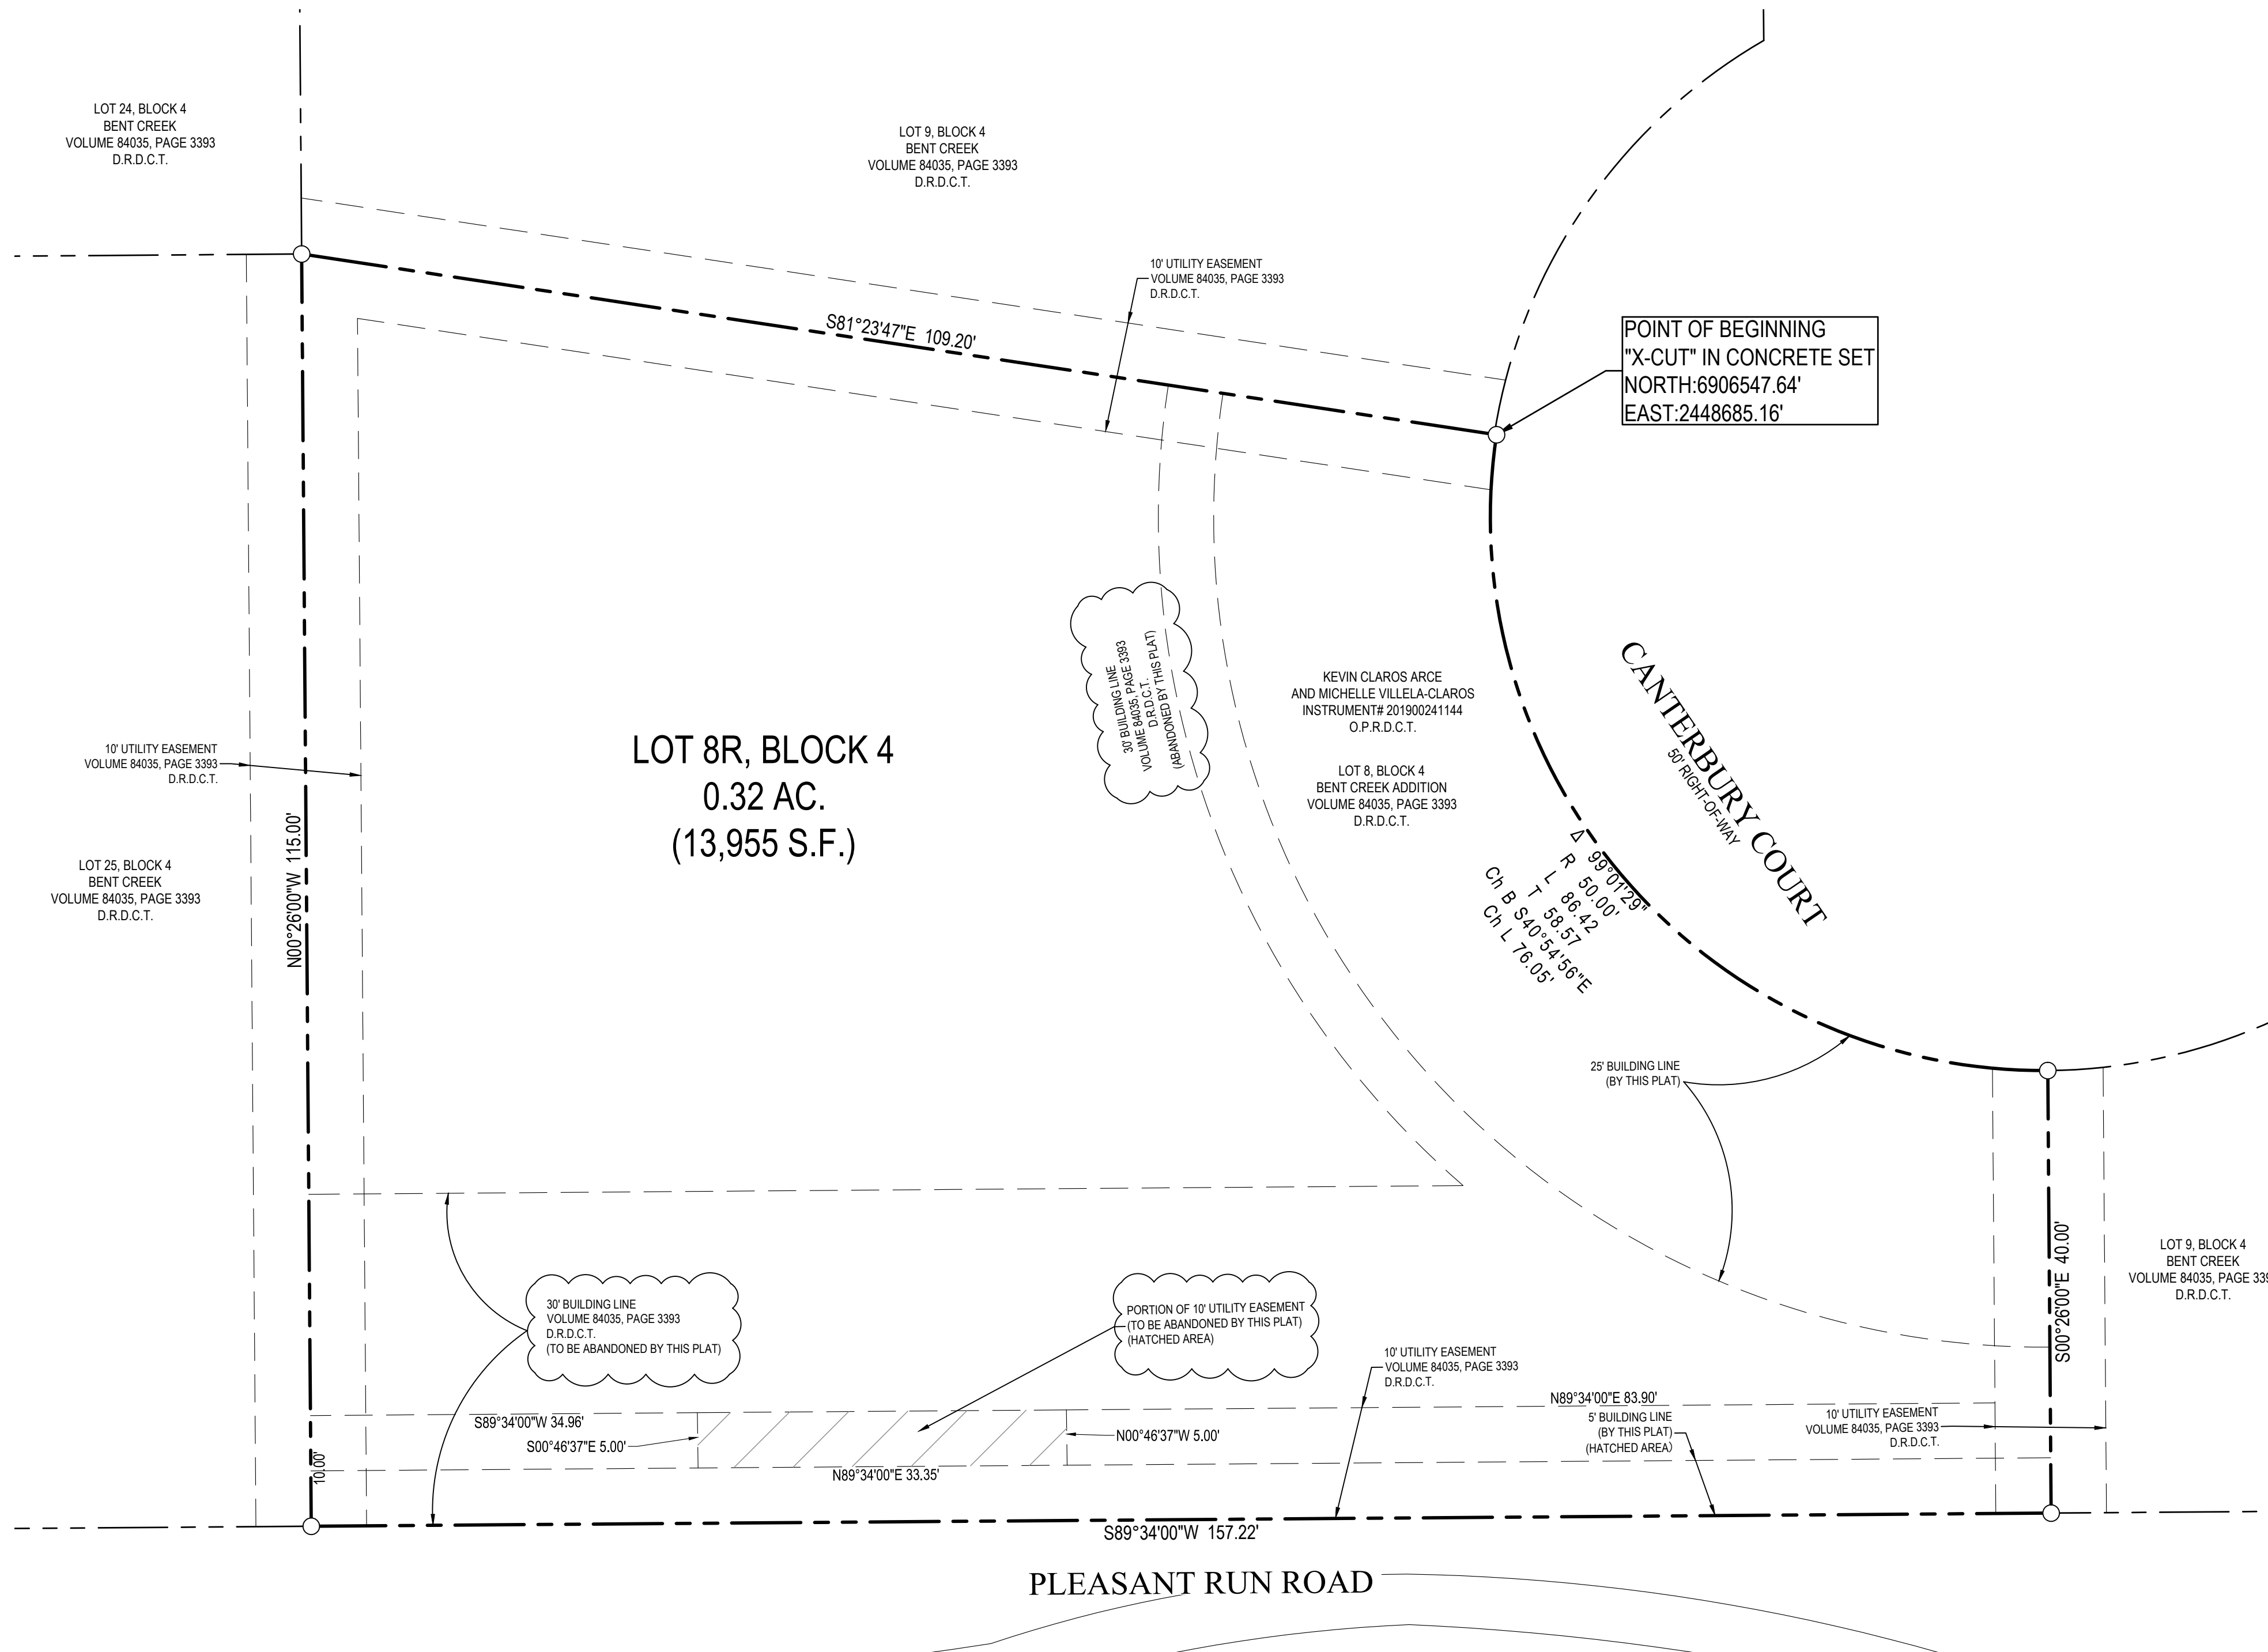 LOT 24, BLOCK 4
BENT CREEK
VOLUME 84035, PAGE 3393
D.R.D.C.T.
LOT 9, BLOCK 4
BENT CREEK
VOLUME 84035, PAGE 3393
D.R.D.C.T.
10' UTILITY EASEMENT
VOLUME 84035, PAGE 3393
D.R.D.C.T.
S81°23'47"E 109.20'
POINT OF BEGINNING
"X-CUT" IN CONCRETE SET
NORTH:6906547.64'
EAST:2448685.16'
30' BUILDING LINE
VOLUME 84035, PAGE 3393
D.R.D.C.T.
(ABANDONED BY THIS PLAT)
KEVIN CLAROS ARCE
AND MICHELLE VILLELA-CLAROS
INSTRUMENT# 201900241144
O.P.R.D.C.T.
LOT 8, BLOCK 4
BENT CREEK ADDITION
VOLUME 84035, PAGE 3393
D.R.D.C.T.
CANTERBURY COURT
50' RIGHT-OF-WAY
10' UTILITY EASEMENT
VOLUME 84035, PAGE 3393
D.R.D.C.T.
LOT 8R, BLOCK 4
0.32 AC.
(13,955 S.F.)
N00°26'00"W 115.00'
LOT 25, BLOCK 4
BENT CREEK
VOLUME 84035, PAGE 3393
D.R.D.C.T.
Δ 99°01'29"
R 50.00'
L 86.42
T 58.57
Ch B S40°54'56"E
Ch L 76.05'
25' BUILDING LINE
(BY THIS PLAT)
S00°26'00"E 40.00'
LOT 9, BLOCK 4
BENT CREEK
VOLUME 84035, PAGE 339
D.R.D.C.T.
30' BUILDING LINE
VOLUME 84035, PAGE 3393
D.R.D.C.T.
(TO BE ABANDONED BY THIS PLAT)
PORTION OF 10' UTILITY EASEMENT
(TO BE ABANDONED BY THIS PLAT)
(HATCHED AREA)
10' UTILITY EASEMENT
VOLUME 84035, PAGE 3393
D.R.D.C.T.
N89°34'00"E 83.90'
5' BUILDING LINE
(BY THIS PLAT)
(HATCHED AREA)
10' UTILITY EASEMENT
VOLUME 84035, PAGE 3393
D.R.D.C.T.
S89°34'00"W 34.96'
S00°46'37"E 5.00'
N00°46'37"W 5.00'
N89°34'00"E 33.35'
10.00'
S89°34'00"W 157.22'
PLEASANT RUN ROAD